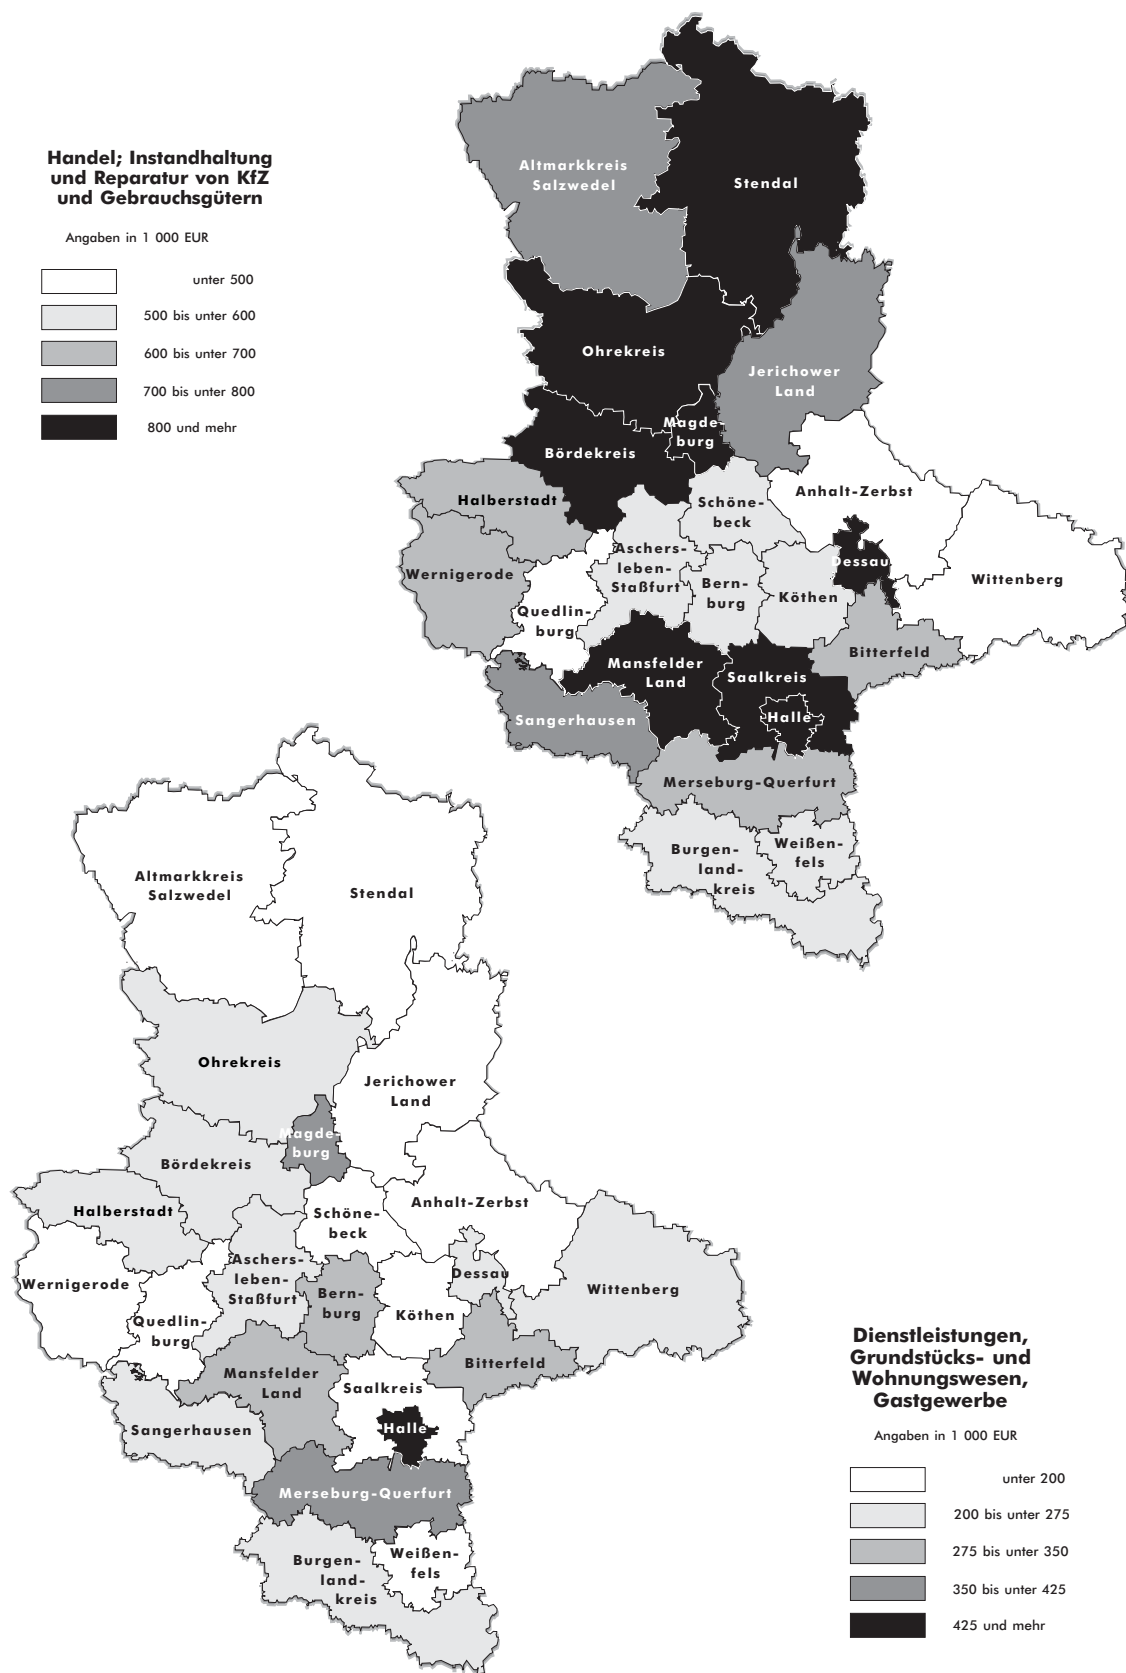 Handel; Instandhaltung
und Reparatur von KfZ
und Gebrauchsgütern
Angaben in 1 000 EUR
unter 500
500 bis unter 600
600 bis unter 700
700 bis unter 800
800 und mehr
Altmarkkreis
Salzwedel
Stendal
Ohrekreis
Jerichower
Land
Magde-
burg
Bördekreis
Anhalt-Zerbst
Halberstadt
Schöne-
beck
Aschers-
leben-
Staßfurt
Dessau
Wernigerode
Bern-
burg
Köthen
Wittenberg
Quedlin-
burg
Bitterfeld
Mansfelder
Land
Saalkreis
Halle
Sangerhausen
Merseburg-Querfurt
Burgen-
land-
kreis
Weißen-
fels
Altmarkkreis
Salzwedel
Stendal
Ohrekreis
Jerichower
Land
Magde-
burg
Bördekreis
Anhalt-Zerbst
Halberstadt
Schöne-
beck
Aschers-
leben-
Staßfurt
Dessau
Wernigerode
Bern-
burg
Köthen
Wittenberg
Quedlin-
burg
Bitterfeld
Mansfelder
Land
Saalkreis
Halle
Sangerhausen
Merseburg-Querfurt
Burgen-
land-
kreis
Weißen-
fels
Dienstleistungen,
Grundstücks- und
Wohnungswesen,
Gastgewerbe
Angaben in 1 000 EUR
unter 200
200 bis unter 275
275 bis unter 350
350 bis unter 425
425 und mehr